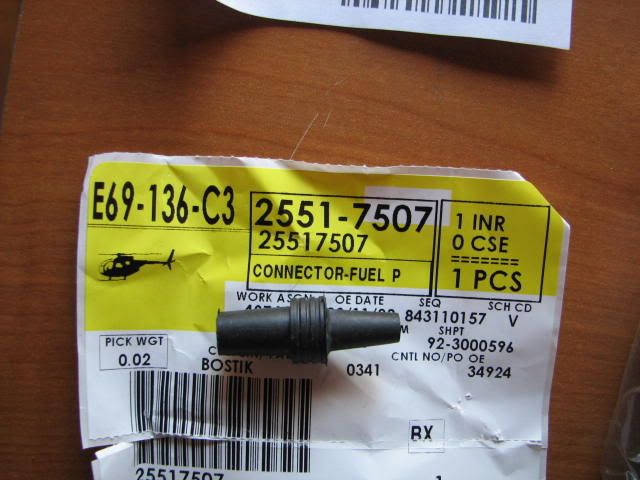 E69-136-C3
2551-7507
25517507
CONNECTOR-FUEL P
1 INR
0 CSE
=======
1 PCS
WORK ASGN OE DATE SEQ SCH CD
843110157 V
SHPT
92-3000596
PICK WGT
0.02
CNTL NO/PO OE
BOSTIK 0341 34924
BX
25517507